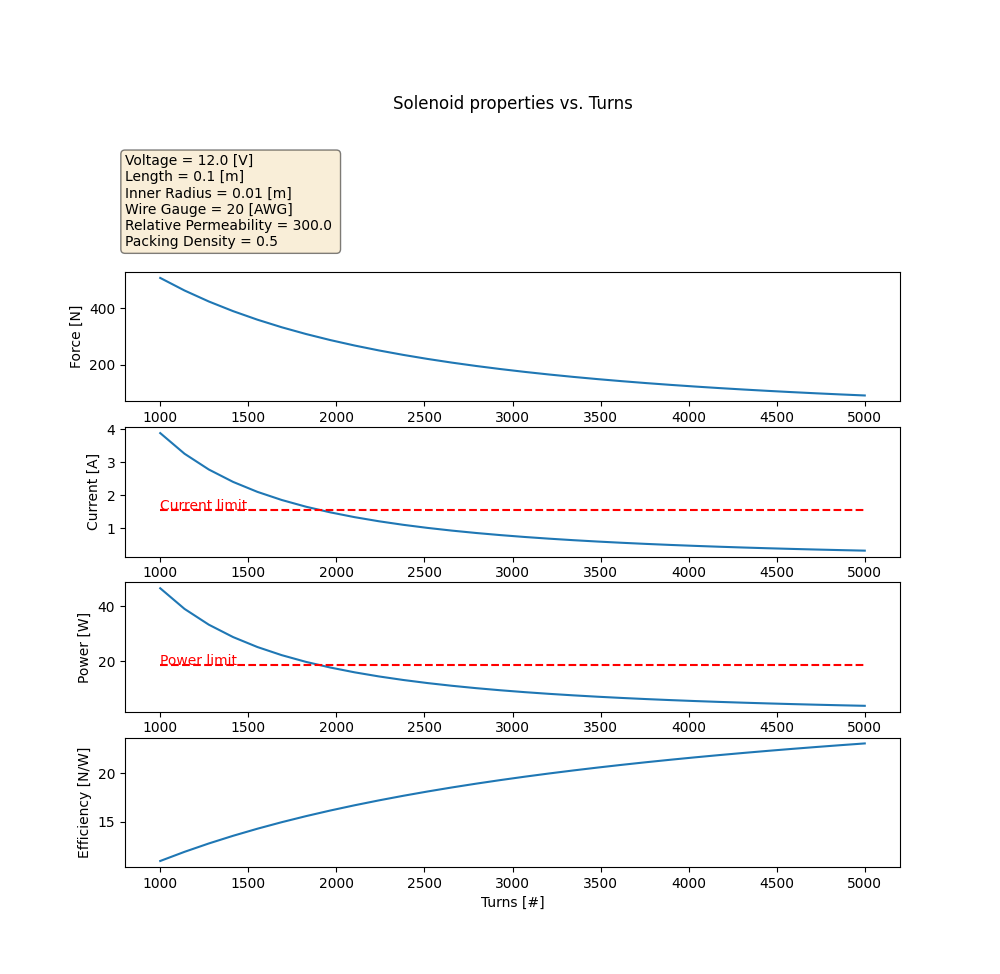 Solenoid properties vs. Turns
Voltage = 12.0 [V]
Length = 0.1 [m]
Inner Radius = 0.01 [m]
Wire Gauge = 20 [AWG]
Relative Permeability = 300.0
Packing Density = 0.5
Force [N]
400
200
1000 1500 2000 2500 3000 3500 4000 4500 5000
Current [A]
4
3
2
1
Current limit
1000 1500 2000 2500 3000 3500 4000 4500 5000
Power [W]
40
20
Power limit
1000 1500 2000 2500 3000 3500 4000 4500 5000
Efficiency [N/W]
20
15
1000 1500 2000 2500 3000 3500 4000 4500 5000
Turns [#]